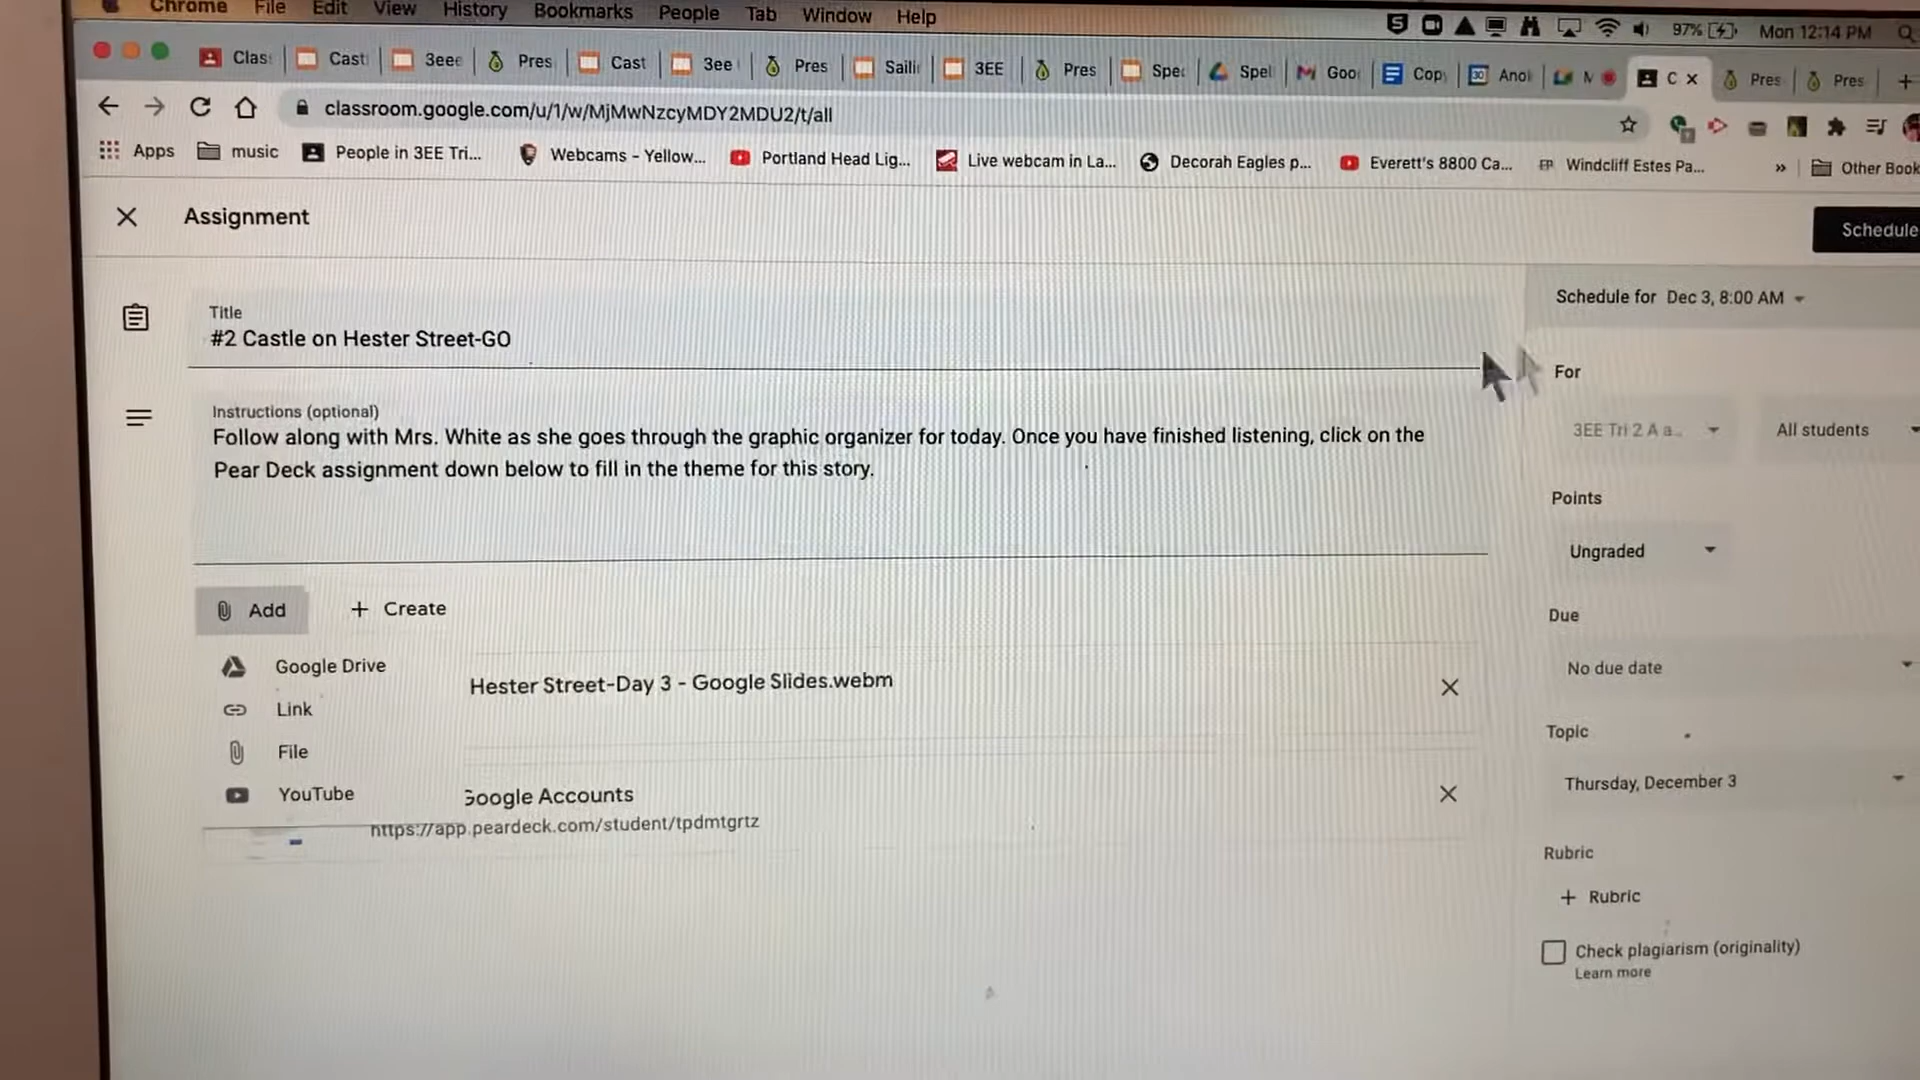 Chrome File Edit View History Bookmarks People Tab Window Help
97% Mon 12:14 PM
Clas Cast 3eee Pres Cast 3ee Pres Saili 3EE Pres Spec Spel Goo Cop Ano M C Pres Pres
classroom.google.com/u/1/w/MjMwNzcyMDY2MDU2/t/all
Apps music People in 3EE Tri... Webcams - Yellow... Portland Head Lig... Live webcam in La... Decorah Eagles p... Everett's 8800 Ca... EP Windcliff Estes Pa... » Other Book
Assignment
Schedule
Title
#2 Castle on Hester Street-GO
Instructions (optional)
Follow along with Mrs. White as she goes through the graphic organizer for today. Once you have finished listening, click on the
Pear Deck assignment down below to fill in the theme for this story.
Add + Create
Google Drive
Link
File
YouTube
Hester Street-Day 3 - Google Slides.webm
Google Accounts
https://app.peardeck.com/student/tpdmtgrtz
Schedule for Dec 3, 8:00 AM
For
3EE Tri 2 A a... All students
Points
Ungraded
Due
No due date
Topic
Thursday, December 3
Rubric
+ Rubric
Check plagiarism (originality)
Learn more